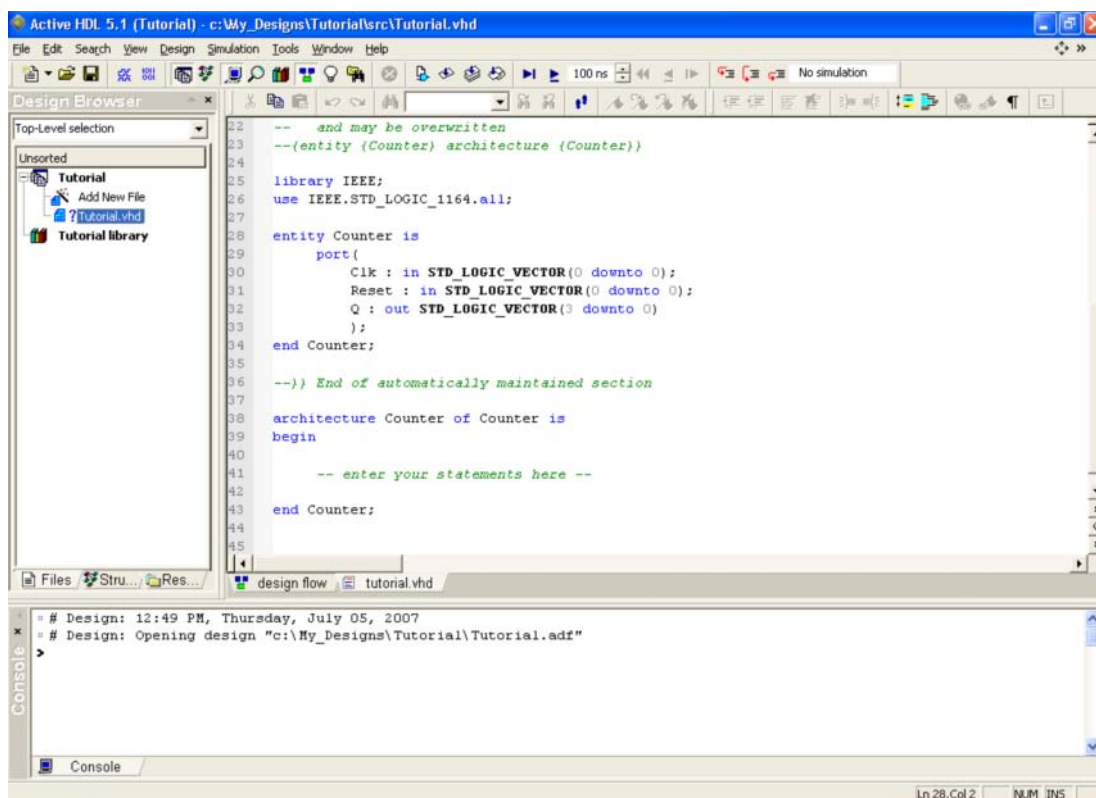 Active HDL 5.1 (Tutorial) - c:\My_Designs\Tutorial\src\Tutorial.vhd
File Edit Search View Design Simulation Tools Window Help
100 ns No simulation
Design Browser
Top-Level selection
Unsorted
Tutorial
Add New File
?Tutorial.vhd
Tutorial library
Files Stru... Res...
22 -- and may be overwritten
23 --{entity {Counter} architecture {Counter}}
24
25 library IEEE;
26 use IEEE.STD_LOGIC_1164.all;
27
28 entity Counter is
29 port(
30 Clk : in STD_LOGIC_VECTOR(0 downto 0);
31 Reset : in STD_LOGIC_VECTOR(0 downto 0);
32 Q : out STD_LOGIC_VECTOR(3 downto 0)
33 );
34 end Counter;
35
36 --}} End of automatically maintained section
37
38 architecture Counter of Counter is
39 begin
40
41 -- enter your statements here --
42
43 end Counter;
44
45
design flow tutorial.vhd
# Design: 12:49 PM, Thursday, July 05, 2007
# Design: Opening design "c:\My_Designs\Tutorial\Tutorial.adf"
>
Console
Console
Ln 28,Col 2 NUM INS